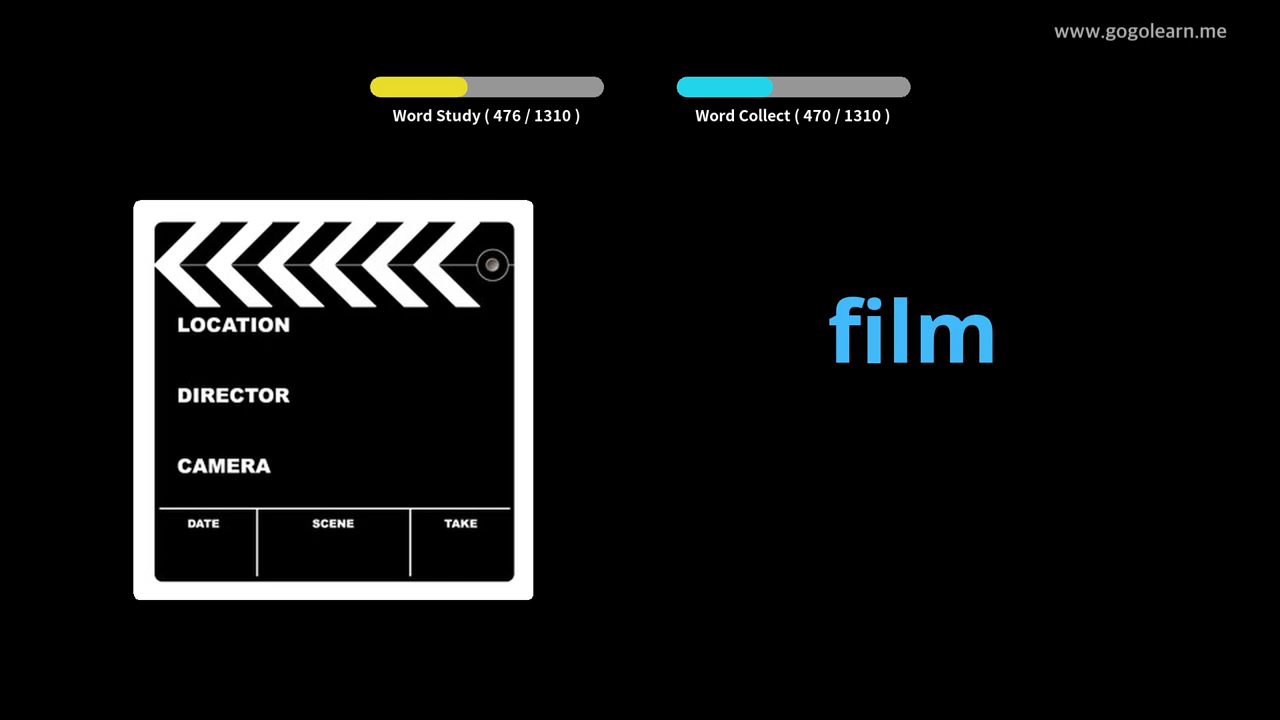 www.gogolearn.me
Word Study ( 476 / 1310 )
Word Collect ( 470 / 1310 )
LOCATION
DIRECTOR
CAMERA
DATE
SCENE
TAKE
film